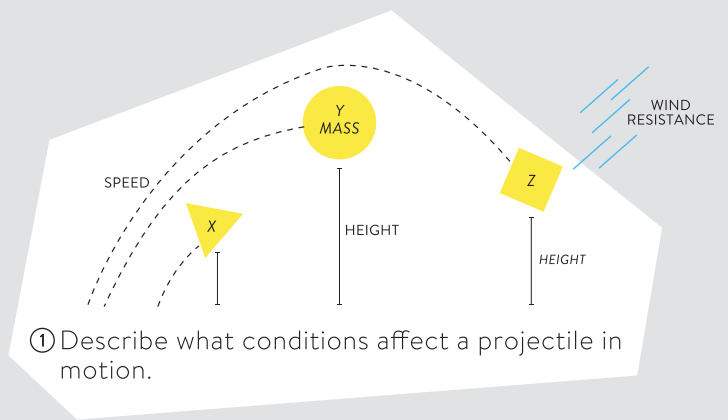 Y
MASS
WIND
RESISTANCE
SPEED
Z
X
HEIGHT
HEIGHT
1 Describe what conditions affect a projectile in
motion.